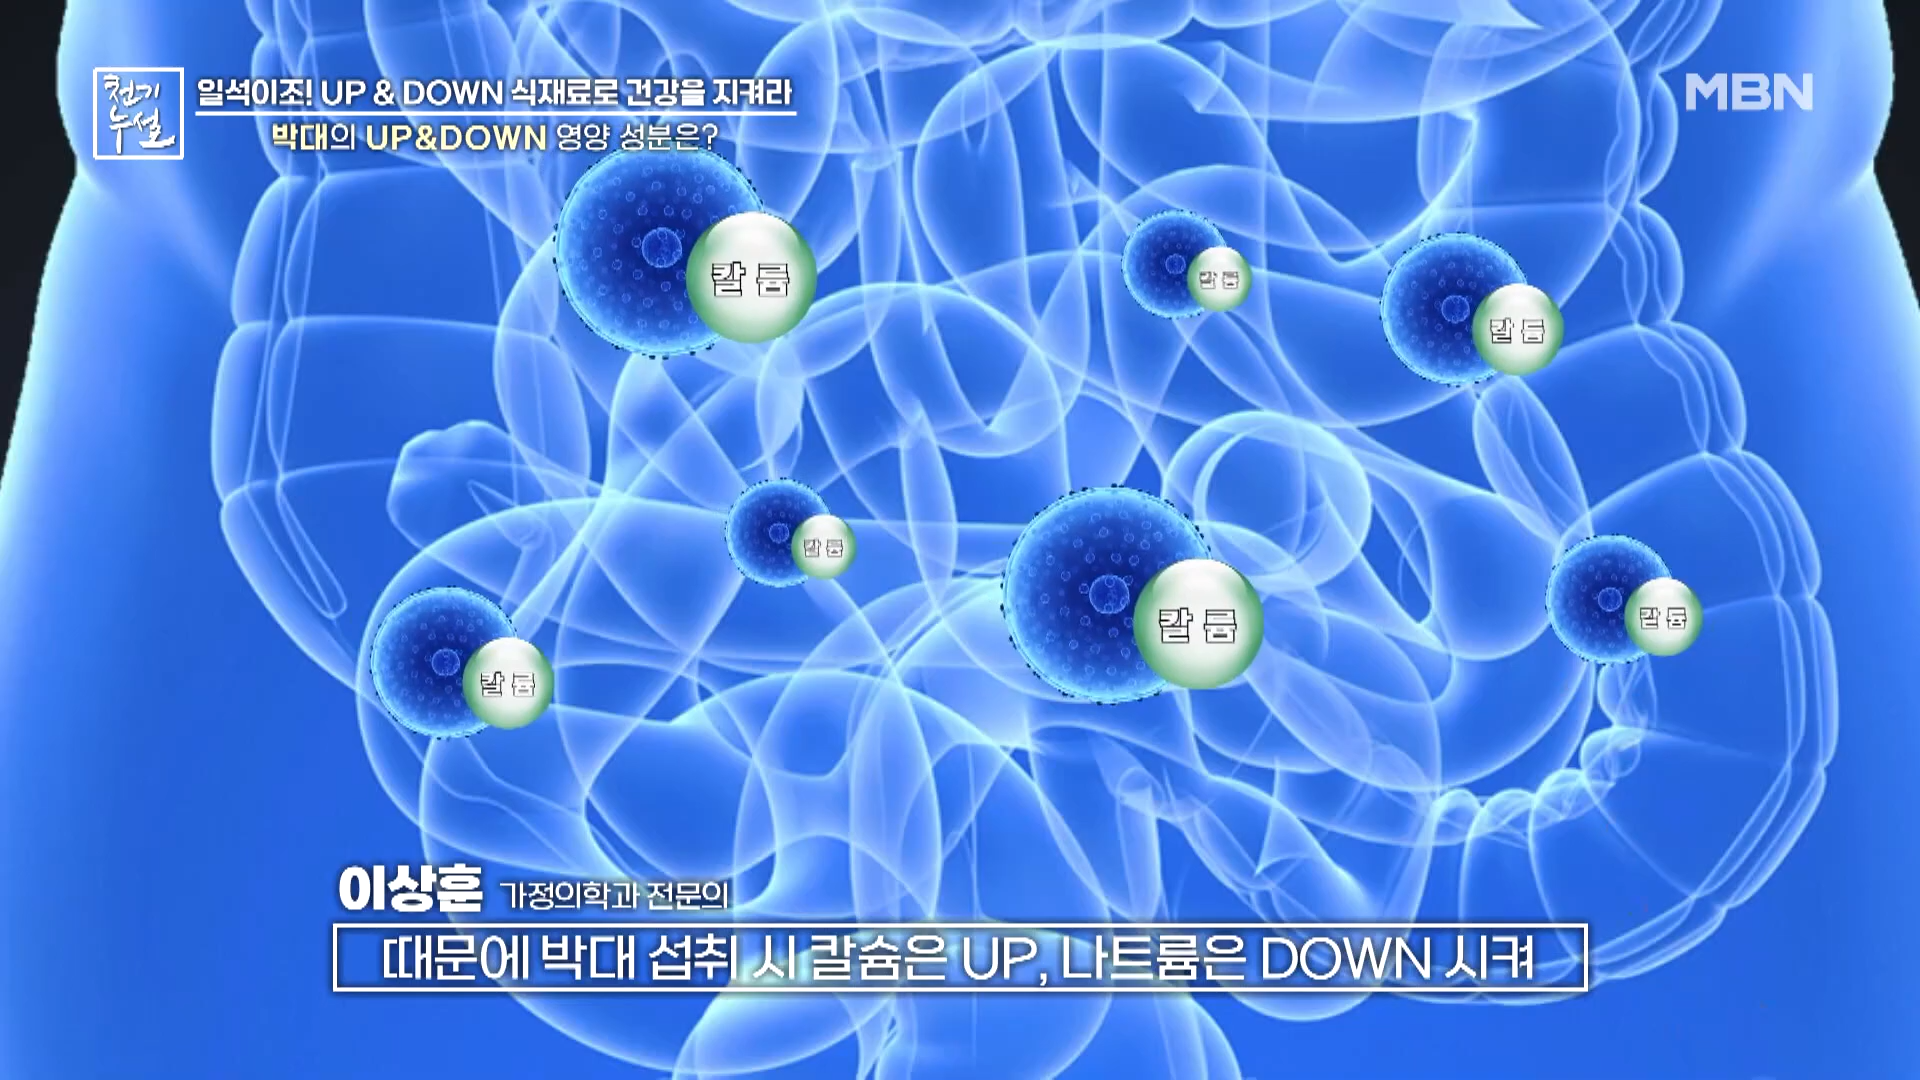 천기
누설
일석이조! UP & DOWN 식재료로 건강을 지켜라
박대의 UP&DOWN 영양 성분은?
MBN
칼륨
칼륨
칼륨
칼륨
칼륨
칼륨
칼륨
이상훈 가정의학과 전문의
때문에 박대 섭취 시 칼슘은 UP, 나트륨은 DOWN 시켜